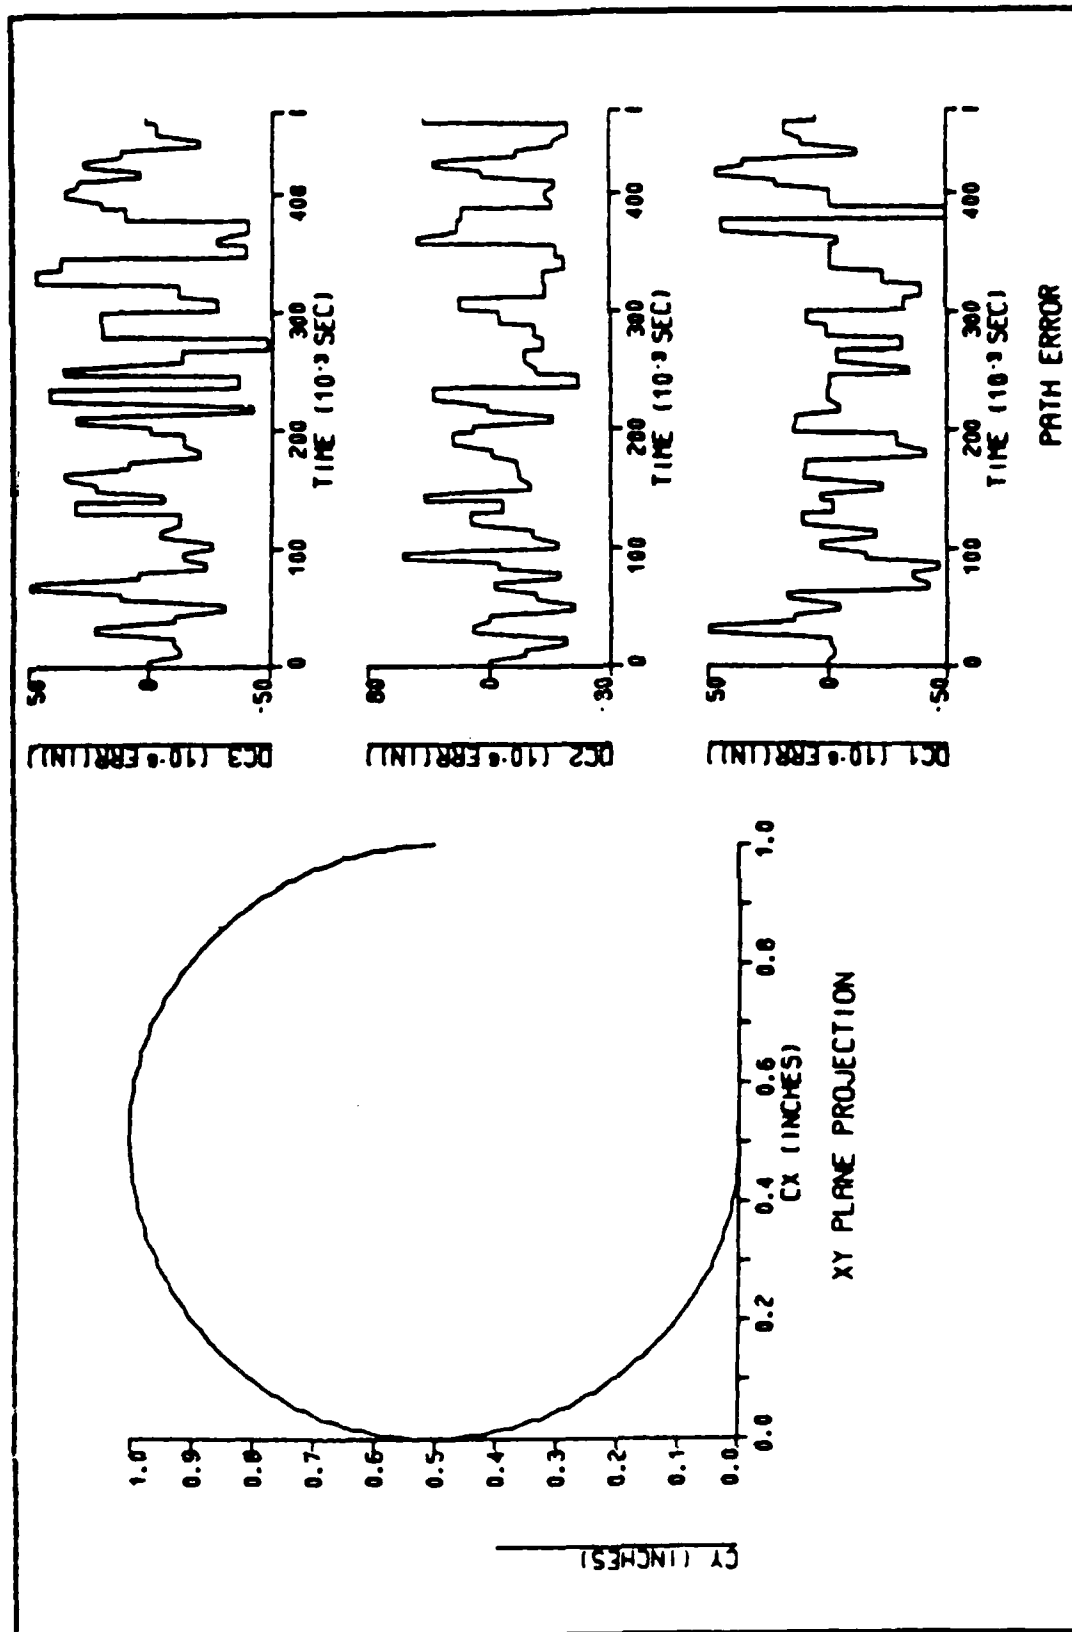 CY (INCHES)
1.0
0.9
0.8
0.7
0.6
0.5
0.4
0.3
0.2
0.1
0.0
0.0 0.2 0.4 0.6 0.8 1.0
CX (INCHES)
XY PLANE PROJECTION
DC3 (10-6 ERR(IN)
50
0
-50
0 100 200 300 400
TIME (10-3 SEC)
DC2 (10-6 ERR(IN)
80
0
0 100 200 300 400
TIME (10-3 SEC)
DC1 (10-6 ERR(IN)
50
0
-50
0 100 200 300 400
TIME (10-3 SEC)
PATH ERROR